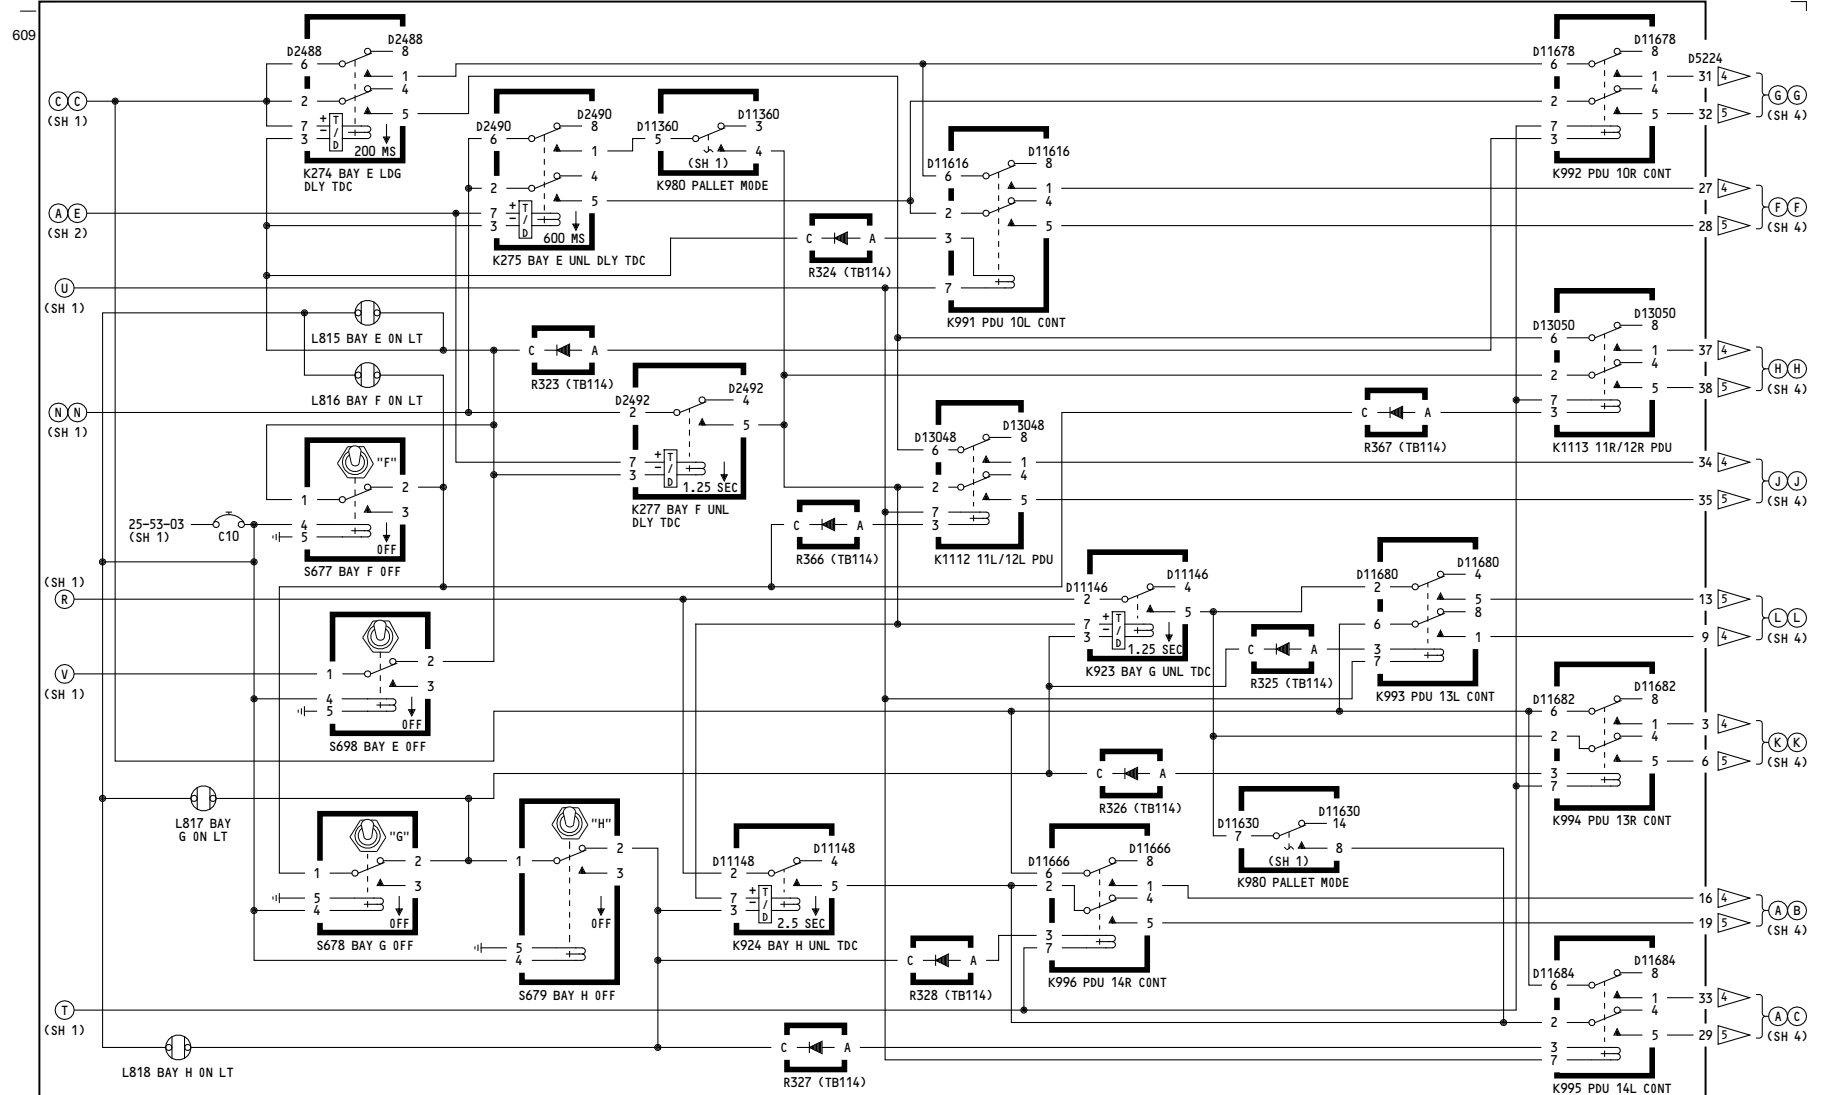 609
D2488
D2488
8
6
1
4
2
5
7
3
+
−
T
/
D
200 MS
K274 BAY E LDG
DLY TDC
C C
(SH 1)
D2490
D2490
8
6
1
4
2
5
7
3
+
−
T
/
D
600 MS
K275 BAY E UNL DLY TDC
D11360
D11360
3
5
4
(SH 1)
K980 PALLET MODE
A E
(SH 2)
U
(SH 1)
C A
R324 (TB114)
D11616
D11616
8
6
1
4
2
5
3
7
K991 PDU 10L CONT
D11678
D11678
8
6
1
4
2
5
7
3
K992 PDU 10R CONT
D5224
31 4
32 5
G G
(SH 4)
27 4
28 5
F F
(SH 4)
L815 BAY E ON LT
L816 BAY F ON LT
C A
R323 (TB114)
N N
(SH 1)
D2492
D2492
4
2
5
7
3
+
−
T
/
D
1.25 SEC
K277 BAY F UNL
DLY TDC
D13050
D13050
8
6
1
4
2
5
7
3
K1113 11R/12R PDU
37 4
38 5
H H
(SH 4)
C A
R367 (TB114)
"F"
1
2
3
4
5
OFF
S677 BAY F OFF
25-53-03
(SH 1)
C10
C A
R366 (TB114)
D13048
D13048
8
6
1
4
2
5
7
3
K1112 11L/12L PDU
34 4
35 5
J J
(SH 4)
(SH 1)
R
D11146
D11146
4
2
5
7
3
+
−
T
/
D
1.25 SEC
K923 BAY G UNL TDC
C A
R325 (TB114)
D11680
D11680
4
2
5
8
6
1
3
7
K993 PDU 13L CONT
13 5
9 4
L L
(SH 4)
V
(SH 1)
1
2
3
4
5
OFF
S698 BAY E OFF
D11682
D11682
8
6
1
4
2
5
3
7
K994 PDU 13R CONT
3 4
6 5
K K
(SH 4)
C A
R326 (TB114)
L817 BAY
G ON LT
"G"
1
2
3
5
4
OFF
S678 BAY G OFF
"H"
1
2
3
OFF
5
4
S679 BAY H OFF
D11148
D11148
4
2
5
7
3
+
−
T
/
D
2.5 SEC
K924 BAY H UNL TDC
D11666
D11666
8
6
2
1
4
5
3
7
K996 PDU 14R CONT
D11630
D11630
14
7
8
(SH 1)
K980 PALLET MODE
16 4
19 5
A B
(SH 4)
C A
R328 (TB114)
T
(SH 1)
D11684
D11684
8
6
1
4
2
5
3
7
K995 PDU 14L CONT
33 4
29 5
A C
(SH 4)
L818 BAY H ON LT
C A
R327 (TB114)